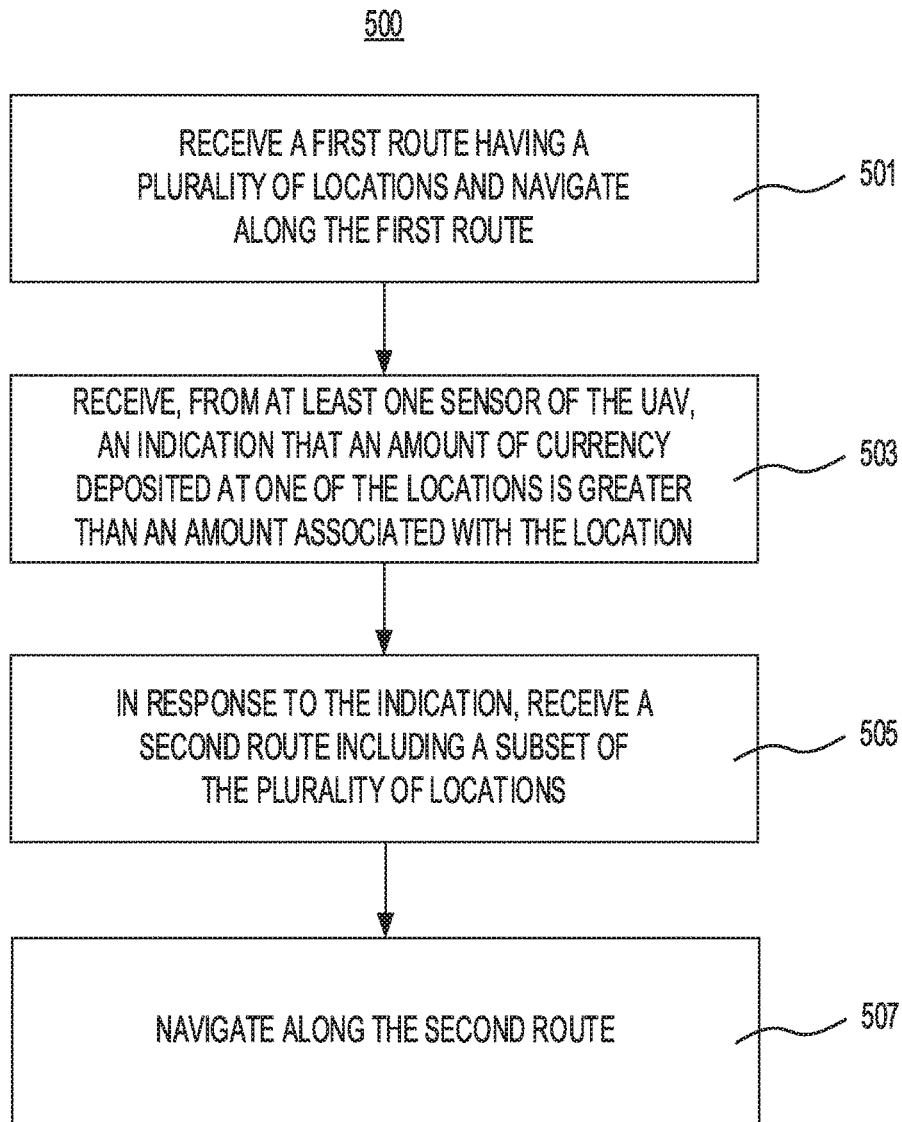 500
RECEIVE A FIRST ROUTE HAVING A
PLURALITY OF LOCATIONS AND NAVIGATE
ALONG THE FIRST ROUTE
501
RECEIVE, FROM AT LEAST ONE SENSOR OF THE UAV,
AN INDICATION THAT AN AMOUNT OF CURRENCY
DEPOSITED AT ONE OF THE LOCATIONS IS GREATER
THAN AN AMOUNT ASSOCIATED WITH THE LOCATION
503
IN RESPONSE TO THE INDICATION, RECEIVE A
SECOND ROUTE INCLUDING A SUBSET OF
THE PLURALITY OF LOCATIONS
505
NAVIGATE ALONG THE SECOND ROUTE
507